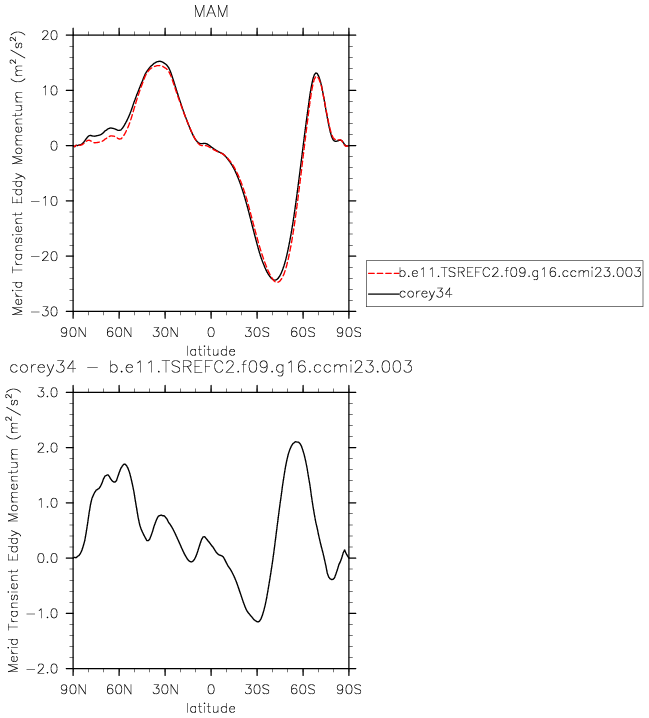 MAM
Merid Transient Eddy Momentum (m²/s²)
20
10
0
−10
−20
−30
90N 60N 30N 0 30S 60S 90S
latitude
b.e11.TSREFC2.f09.g16.ccmi23.003
corey34
corey34 − b.e11.TSREFC2.f09.g16.ccmi23.003
Merid Transient Eddy Momentum (m²/s²)
3.0
2.0
1.0
0.0
−1.0
−2.0
90N 60N 30N 0 30S 60S 90S
latitude